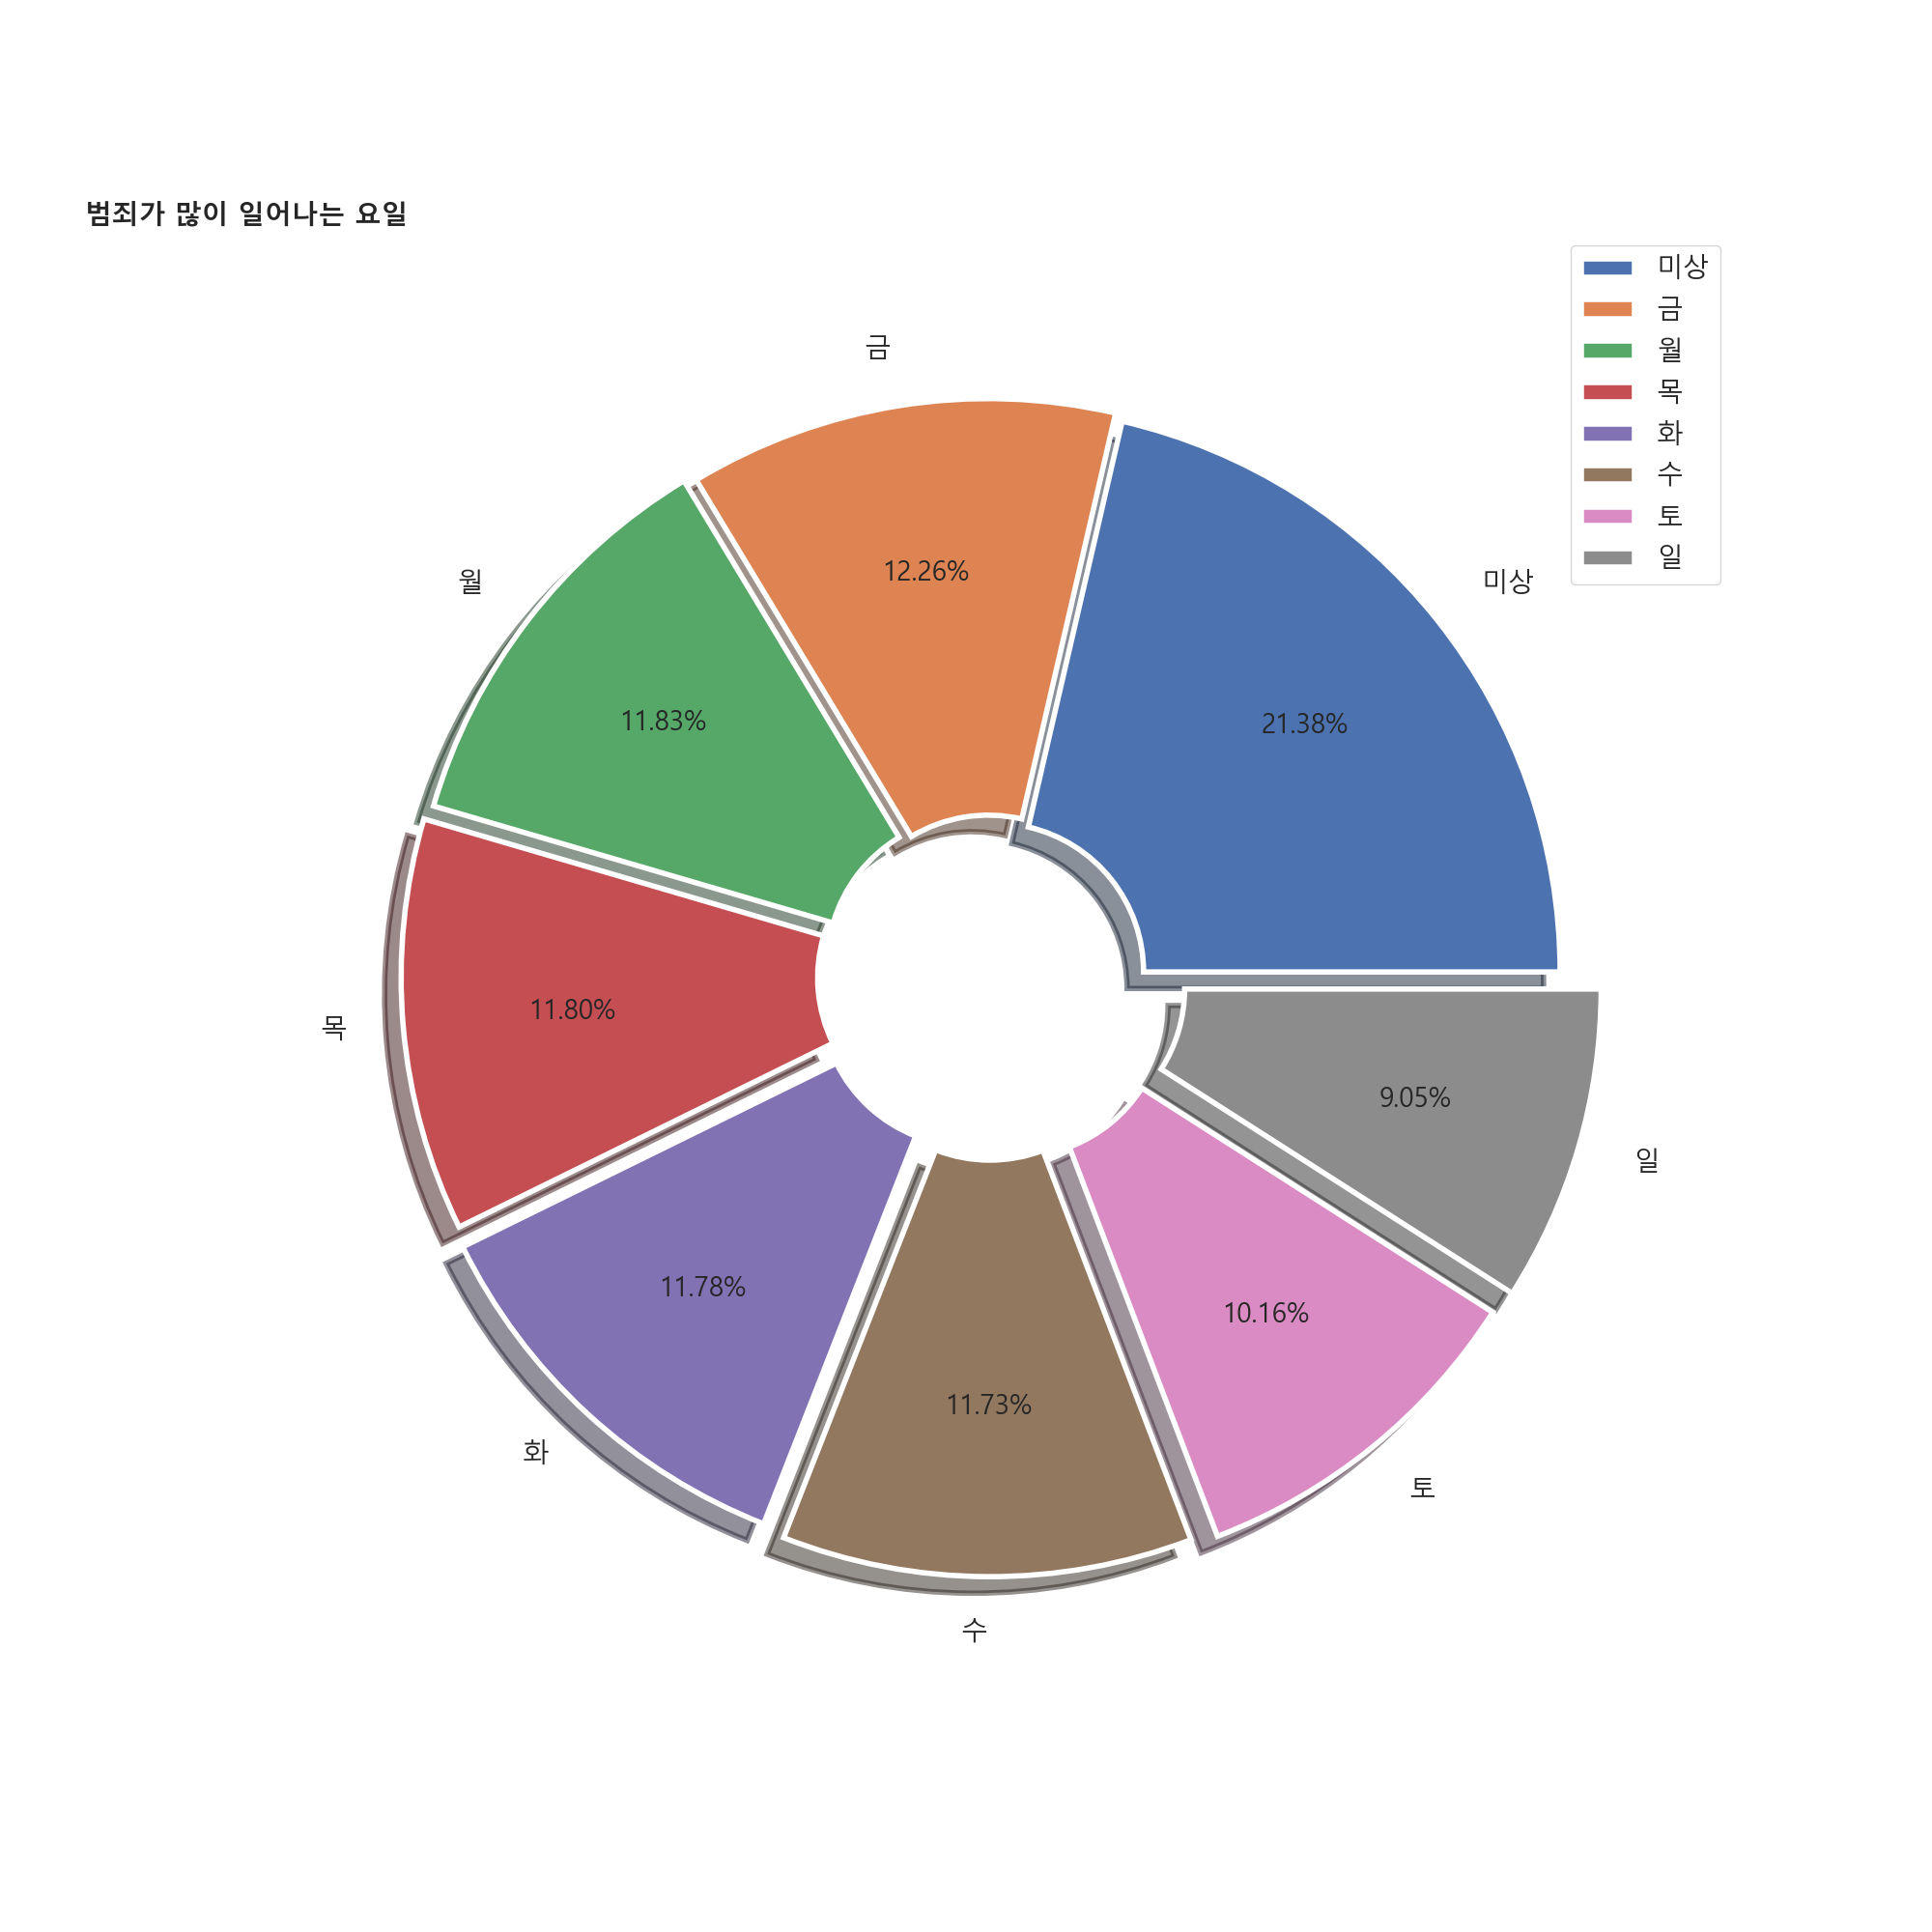 범죄가 많이 일어나는 요일
미상
금
월
목
화
수
토
일
금
월
미상
12.26%
11.83%
21.38%
목
11.80%
9.05%
일
11.78%
10.16%
11.73%
화
토
수